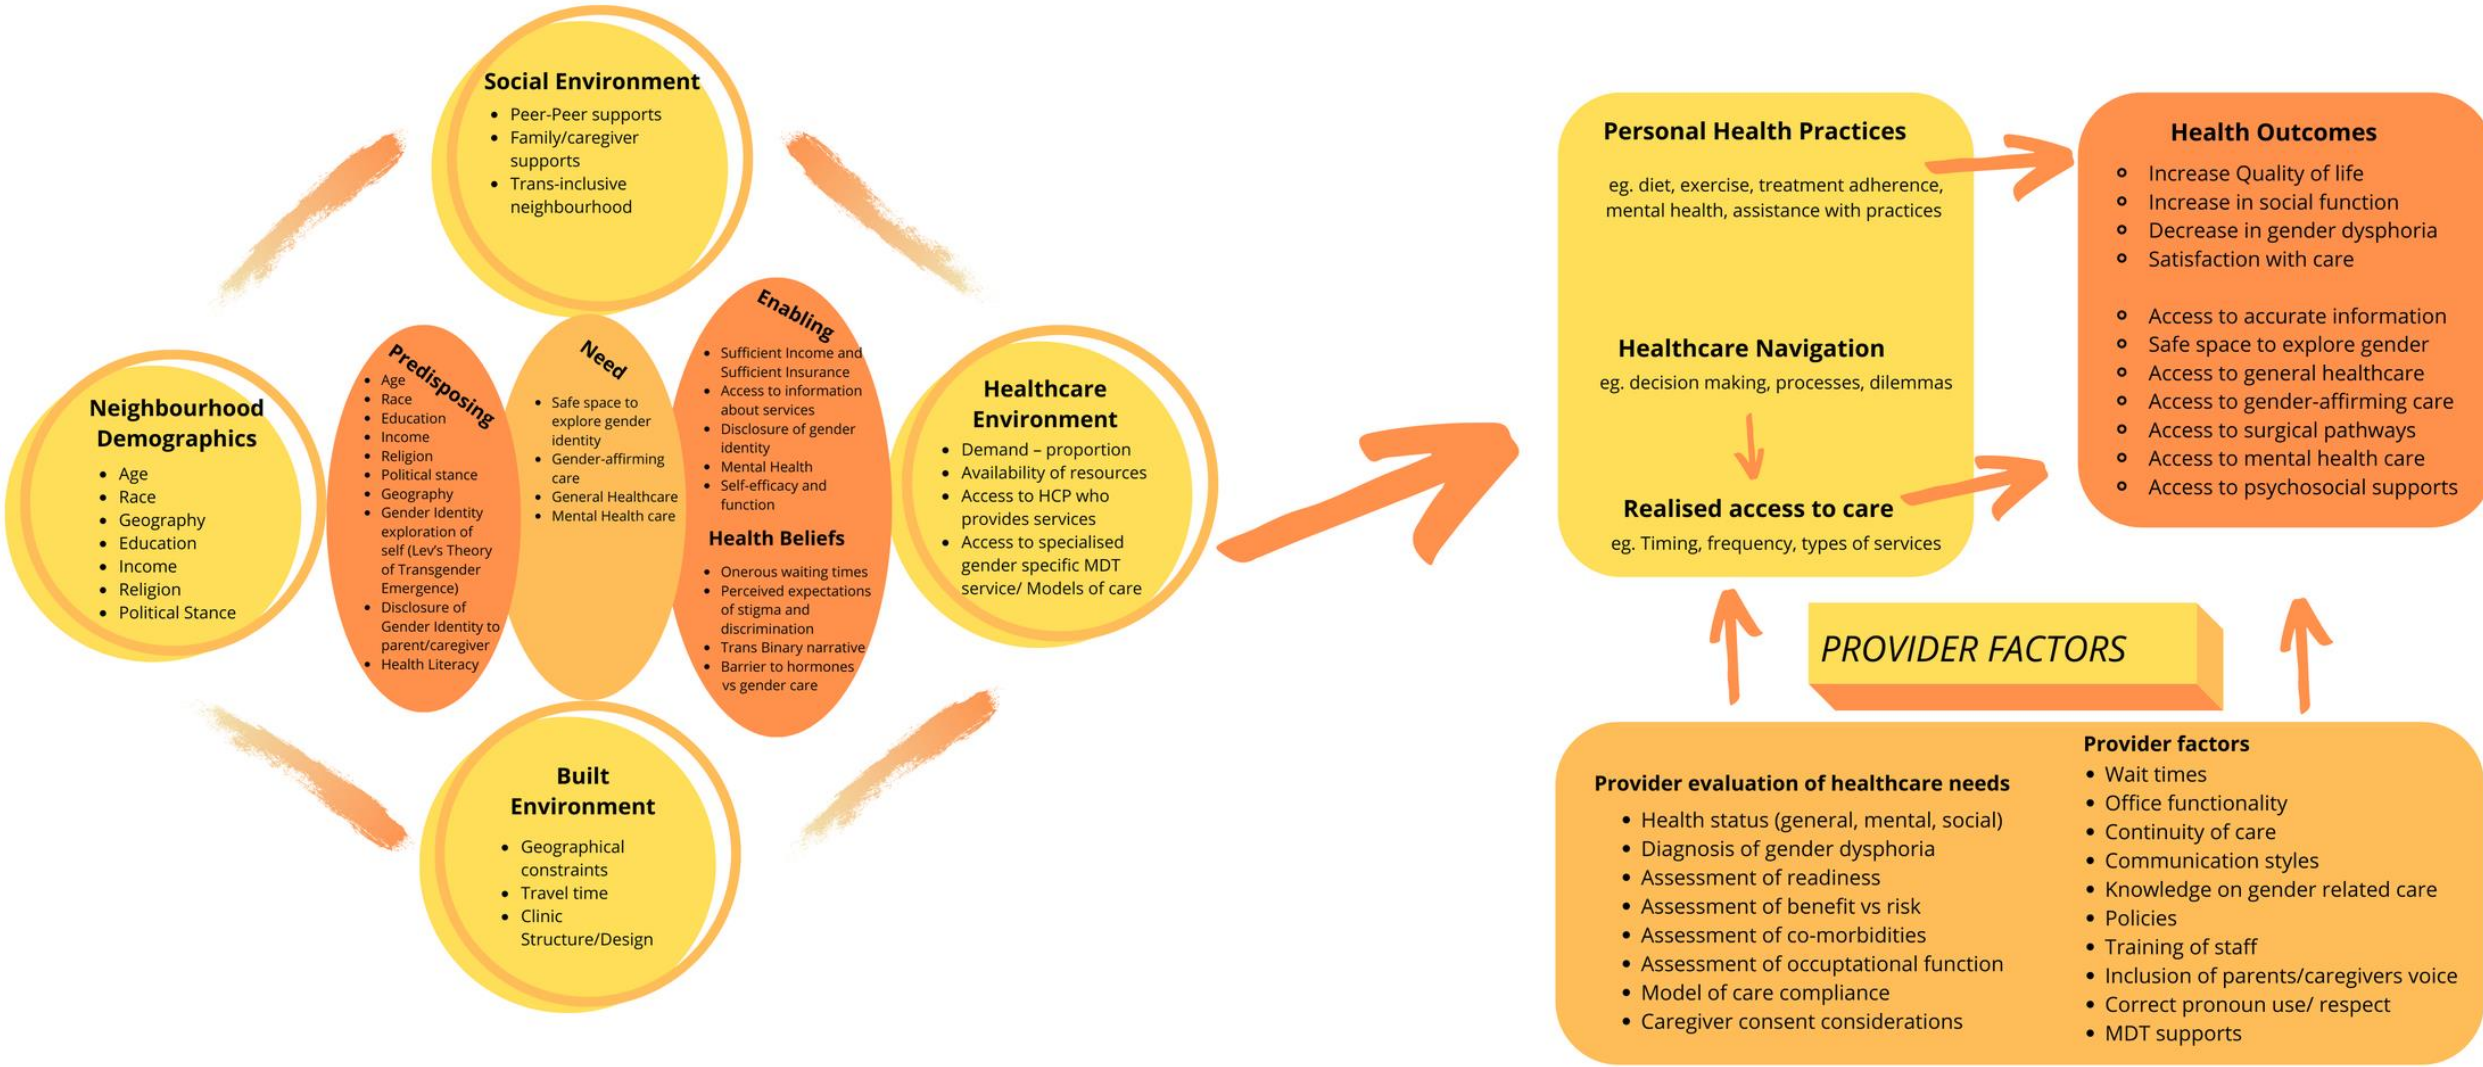 Social Environment
• Peer-Peer supports
• Family/caregiver
supports
• Trans-inclusive
neighbourhood
Neighbourhood
Demographics
• Age
• Race
• Geography
• Education
• Income
• Religion
• Political Stance
Predisposing
• Age
• Race
• Education
• Income
• Religion
• Political stance
• Geography
• Gender Identity
exploration of
self (Lev's Theory
of Transgender
Emergence)
• Disclosure of
Gender Identity to
parent/caregiver
• Health Literacy
Need
• Safe space to
explore gender
identity
• Gender-affirming
care
• General Healthcare
• Mental Health care
Enabling
• Sufficient Income and
Sufficient Insurance
• Access to information
about services
• Disclosure of gender
identity
• Mental Health
• Self-efficacy and
function
Health Beliefs
• Onerous waiting times
• Perceived expectations
of stigma and
discrimination
• Trans Binary narrative
• Barrier to hormones
vs gender care
Healthcare
Environment
• Demand – proportion
• Availability of resources
• Access to HCP who
provides services
• Access to specialised
gender specific MDT
service/ Models of care
Built
Environment
• Geographical
constraints
• Travel time
• Clinic
Structure/Design
Personal Health Practices
eg. diet, exercise, treatment adherence,
mental health, assistance with practices
Healthcare Navigation
eg. decision making, processes, dilemmas
Realised access to care
eg. Timing, frequency, types of services
Health Outcomes
Increase Quality of life
Increase in social function
Decrease in gender dysphoria
Satisfaction with care
Access to accurate information
Safe space to explore gender
Access to general healthcare
Access to gender-affirming care
Access to surgical pathways
Access to mental health care
Access to psychosocial supports
PROVIDER FACTORS
Provider evaluation of healthcare needs
• Health status (general, mental, social)
• Diagnosis of gender dysphoria
• Assessment of readiness
• Assessment of benefit vs risk
• Assessment of co-morbidities
• Assessment of occuptational function
• Model of care compliance
• Caregiver consent considerations
Provider factors
• Wait times
• Office functionality
• Continuity of care
• Communication styles
• Knowledge on gender related care
• Policies
• Training of staff
• Inclusion of parents/caregivers voice
• Correct pronoun use/ respect
• MDT supports